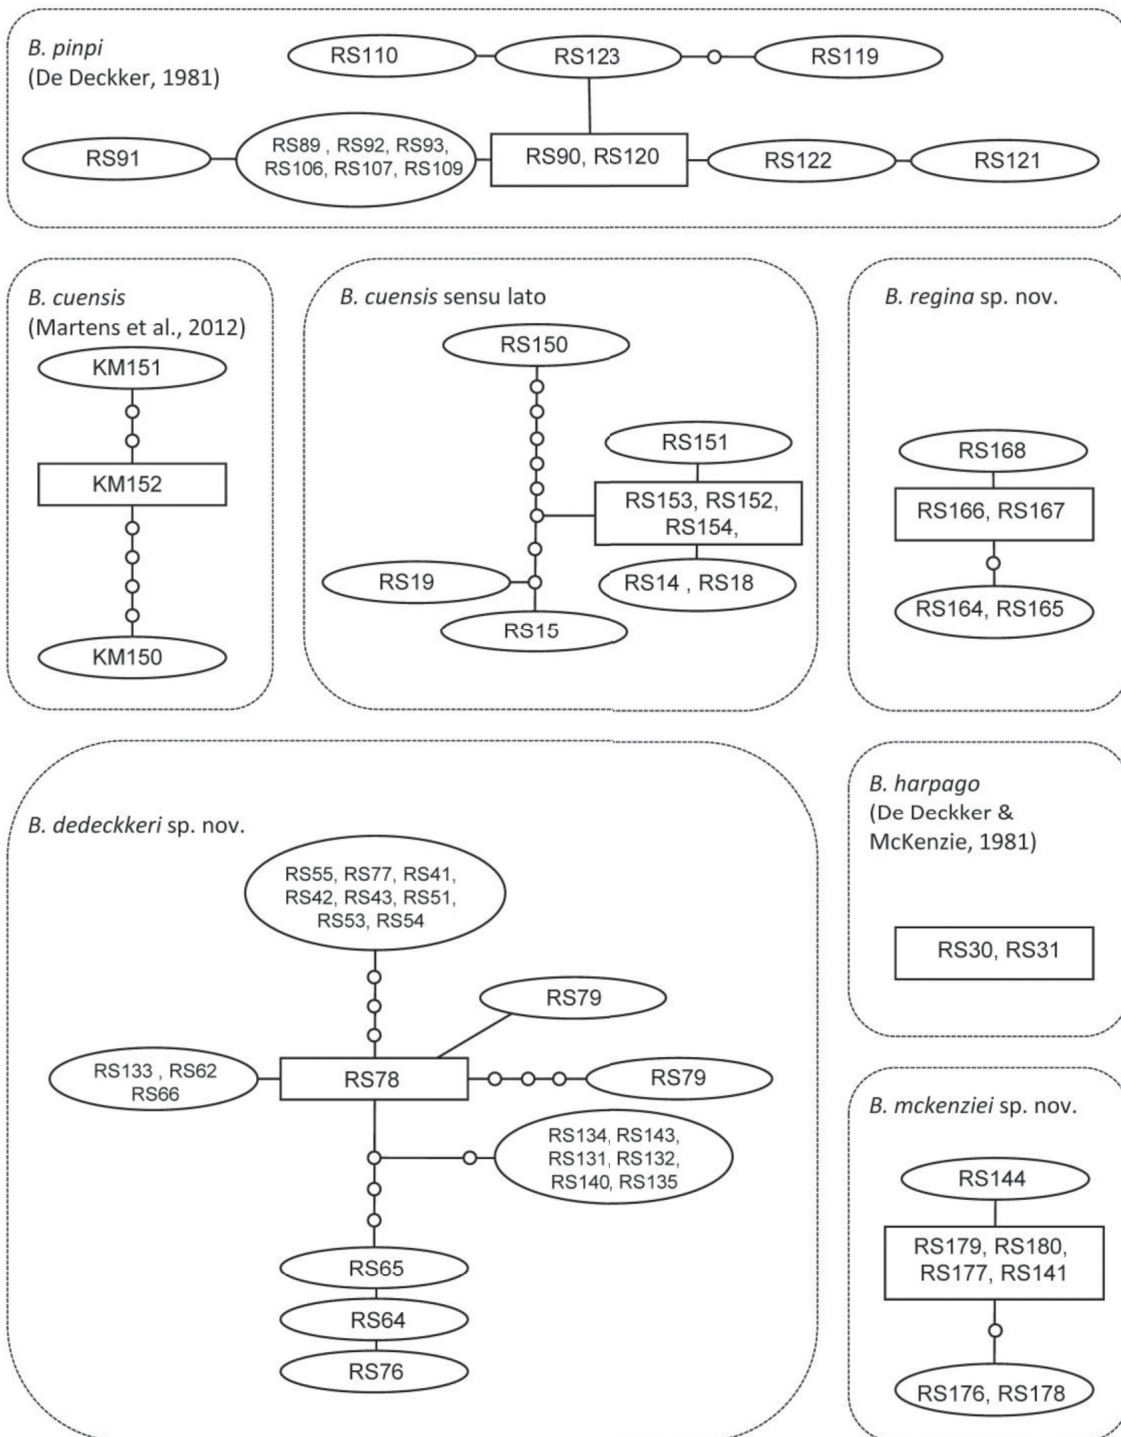 B. pinpi
(De Deckker, 1981)
RS110
RS123
RS119
RS91
RS89 , RS92, RS93,
RS106, RS107, RS109
RS90, RS120
RS122
RS121
B. cuensis
(Martens et al., 2012)
KM151
KM152
KM150
B. cuensis sensu lato
RS150
RS151
RS153, RS152,
RS154,
RS14 , RS18
RS19
RS15
B. regina sp. nov.
RS168
RS166, RS167
RS164, RS165
B. dedeckkeri sp. nov.
RS55, RS77, RS41,
RS42, RS43, RS51,
RS53, RS54
RS79
RS133 , RS62
RS66
RS78
RS79
RS134, RS143,
RS131, RS132,
RS140, RS135
RS65
RS64
RS76
B. harpago
(De Deckker &
McKenzie, 1981)
RS30, RS31
B. mckenziei sp. nov.
RS144
RS179, RS180,
RS177, RS141
RS176, RS178